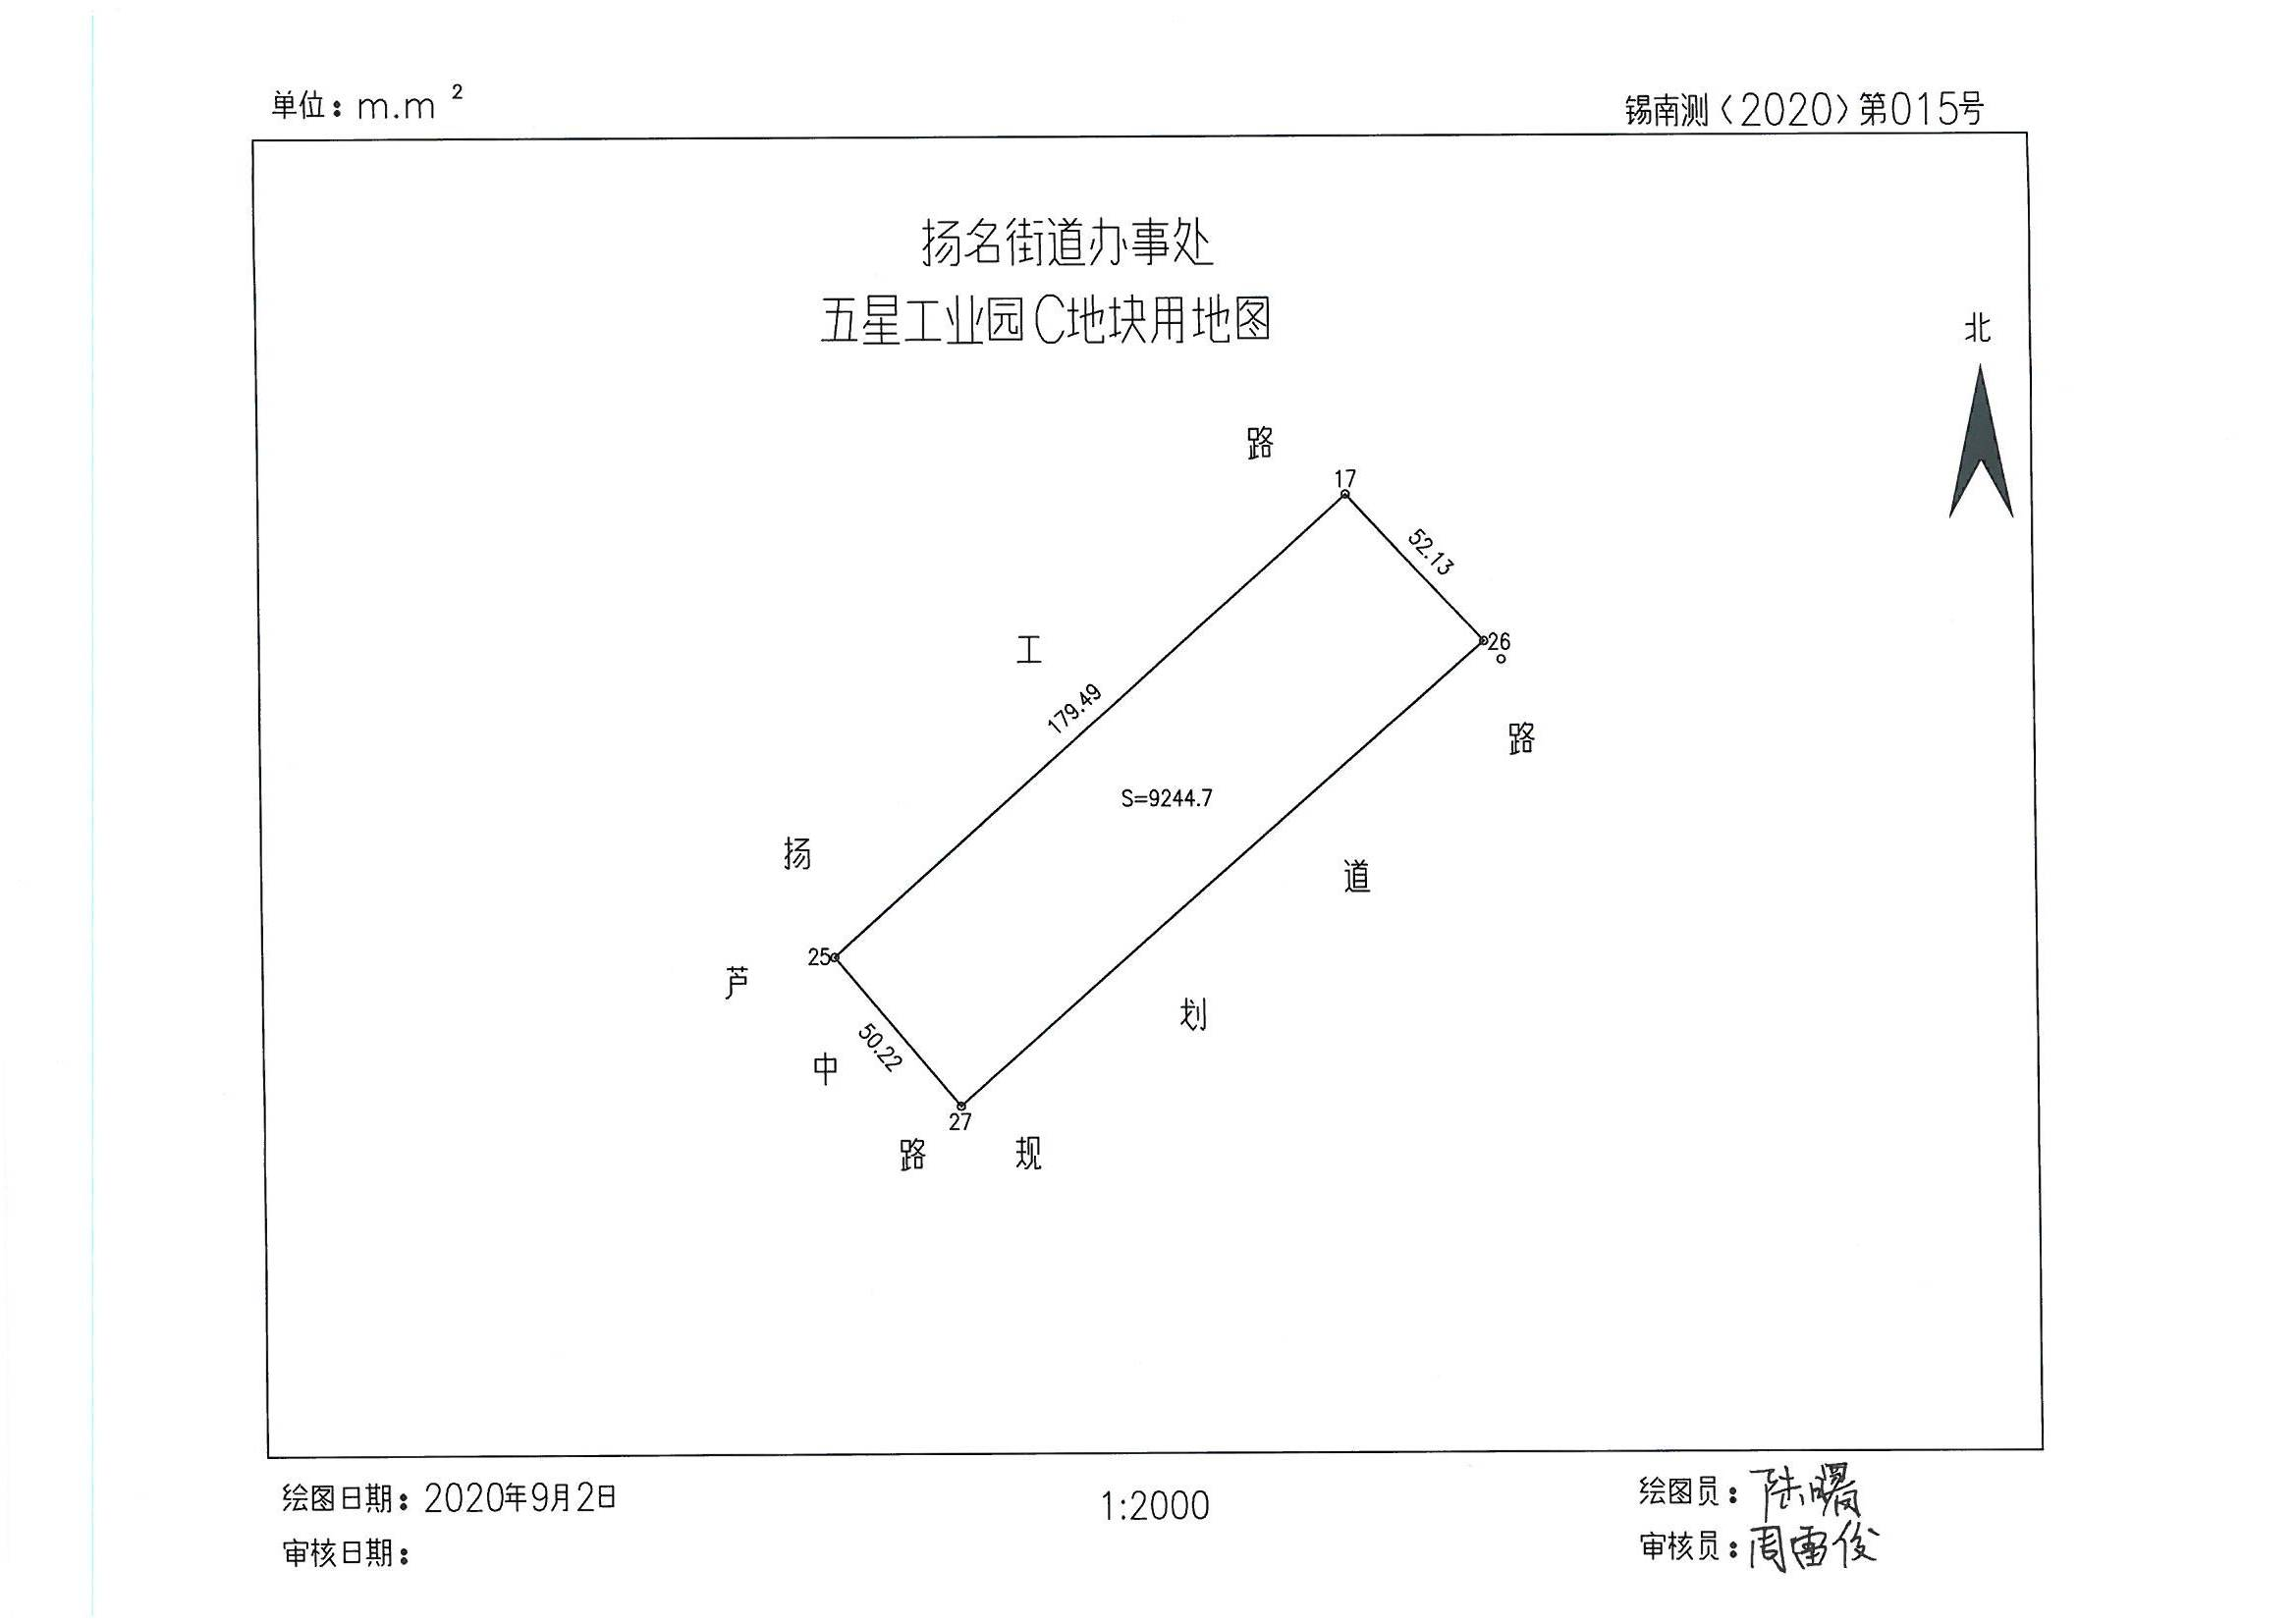 单位：m.m²
锡南测〈2020〉第015号
扬名街道办事处
五星工业园C地块用地图
北
扬工路
17
52.13
26
179.49
S=9244.7
25
50.22
27
芦中路
规划道路
绘图日期：2020年9月2日
1:2000
绘图员：陆曙
审核日期：
审核员：周雷俊